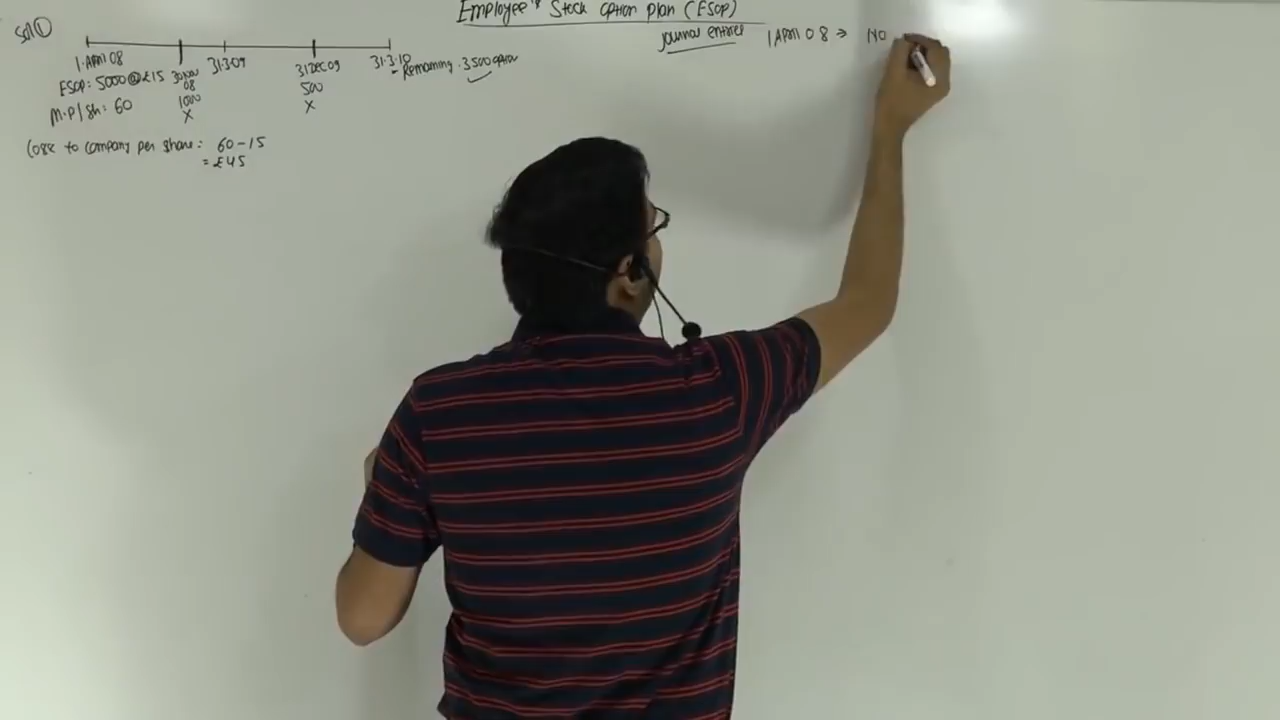 Employee's Stock option plan (ESOP)
Journal entries
1 April 08 ⇒ NO
Sol ①
1. April 08
30 Nov 08
31.3.09
31 Dec 09
31.3.10
ESOP: 5000 @ £15
1000
500
- Remaining. 3500 option
M.P/Sh: 60
X
X
Cost to company per share: 60 - 15
= £45